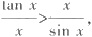 tan x / x > x / sin x ,